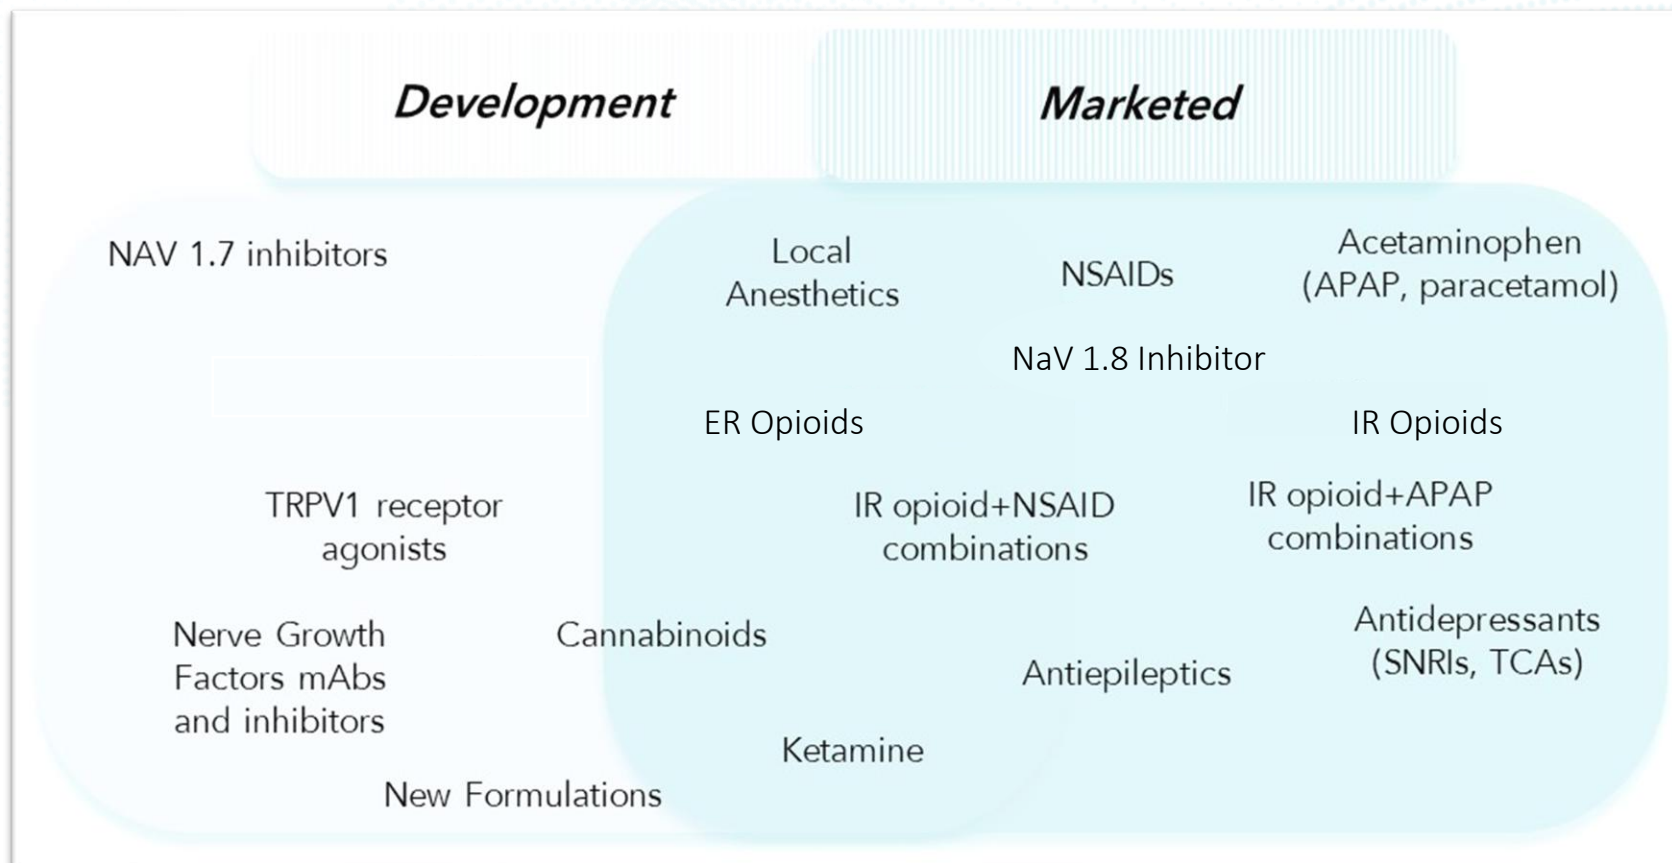 Development
Marketed
NAV 1.7 inhibitors
Local
Anesthetics
NSAIDs
Acetaminophen
(APAP, paracetamol)
NaV 1.8 Inhibitor
ER Opioids
IR Opioids
TRPV1 receptor
agonists
IR opioid+NSAID
combinations
IR opioid+APAP
combinations
Nerve Growth
Factors mAbs
and inhibitors
Cannabinoids
Antiepileptics
Antidepressants
(SNRIs, TCAs)
Ketamine
New Formulations